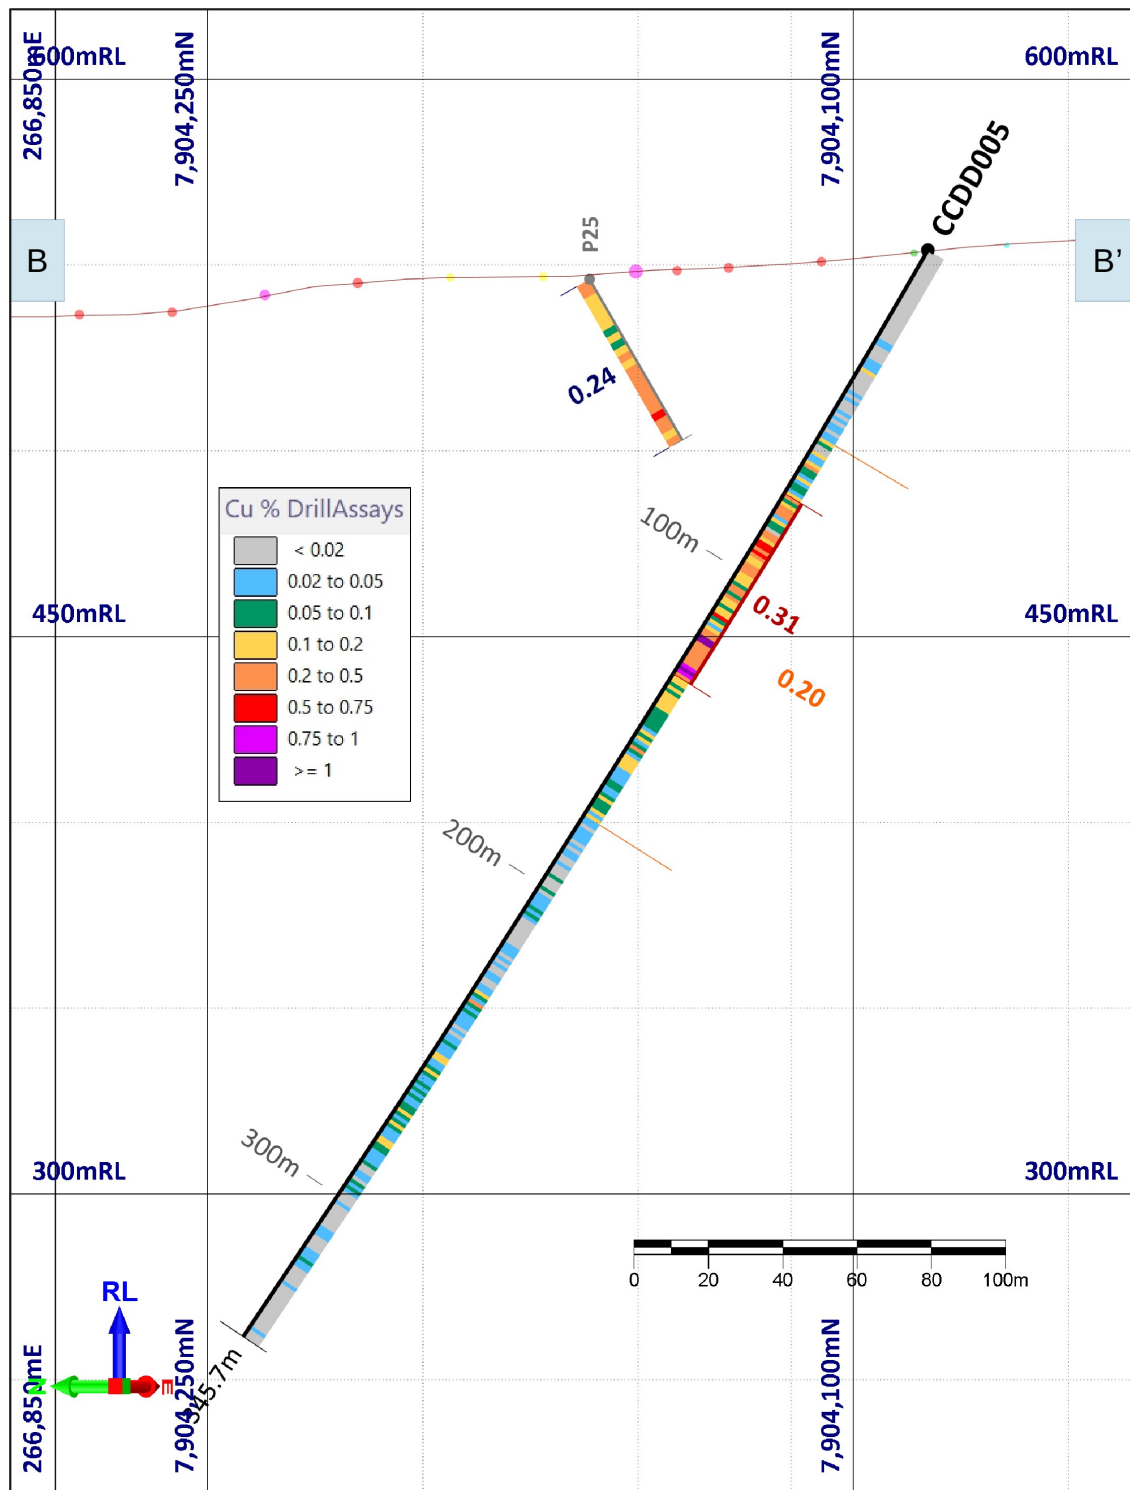 266,850mE
600mRL
7,904,250mN
7,904,100mN
600mRL
CCDD005
B
P25
B’
0.24
Cu % DrillAssays
< 0.02
0.02 to 0.05
0.05 to 0.1
0.1 to 0.2
0.2 to 0.5
0.5 to 0.75
0.75 to 1
>= 1
100m
450mRL
0.31
450mRL
0.20
200m
300m
300mRL
300mRL
0 20 40 60 80 100m
RL
N
E
345.7m
266,850mE
7,904,250mN
7,904,100mN